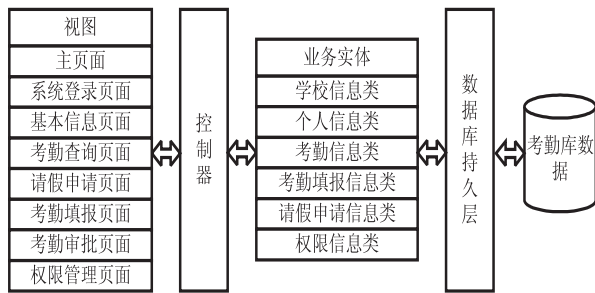 视图
主页面
系统登录页面
基本信息页面
考勤查询页面
请假申请页面
考勤填报页面
考勤审批页面
权限管理页面
控制器
业务实体
学校信息类
个人信息类
考勤信息类
考勤填报信息类
请假申请信息类
权限信息类
数据库持久层
考勤库数
据